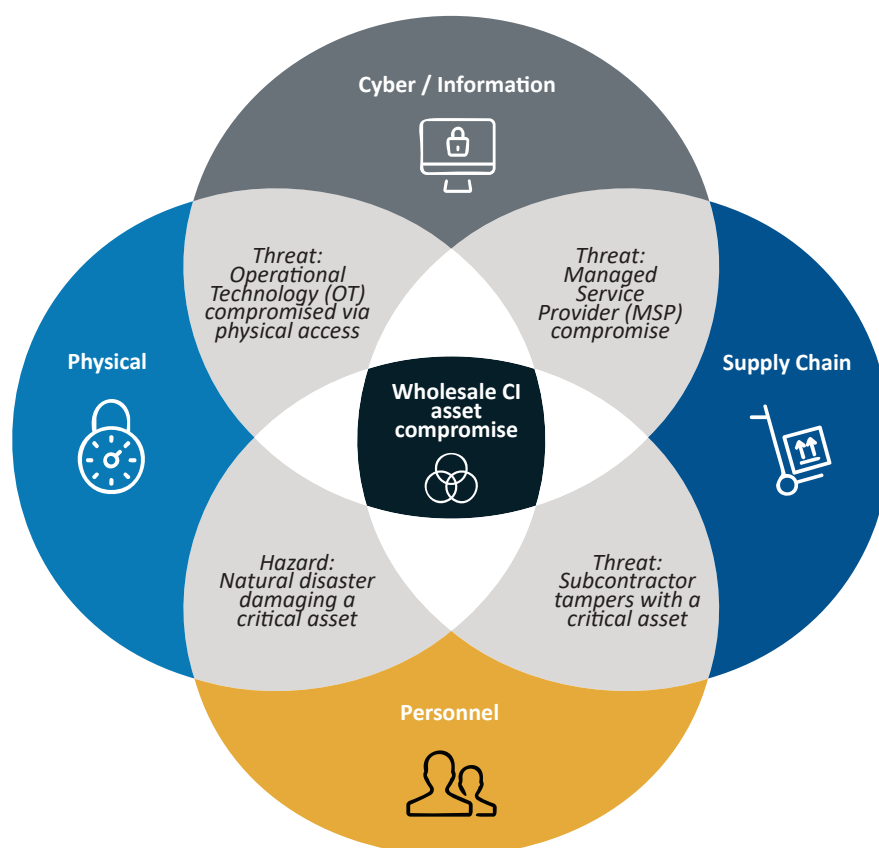 Cyber / Information
Threat:
Operational
Technology (OT)
compromised via
physical access
Threat:
Managed
Service
Provider (MSP)
compromise
Physical
Wholesale CI
asset
compromise
Supply Chain
Hazard:
Natural disaster
damaging a
critical asset
Threat:
Subcontractor
tampers with a
critical asset
Personnel